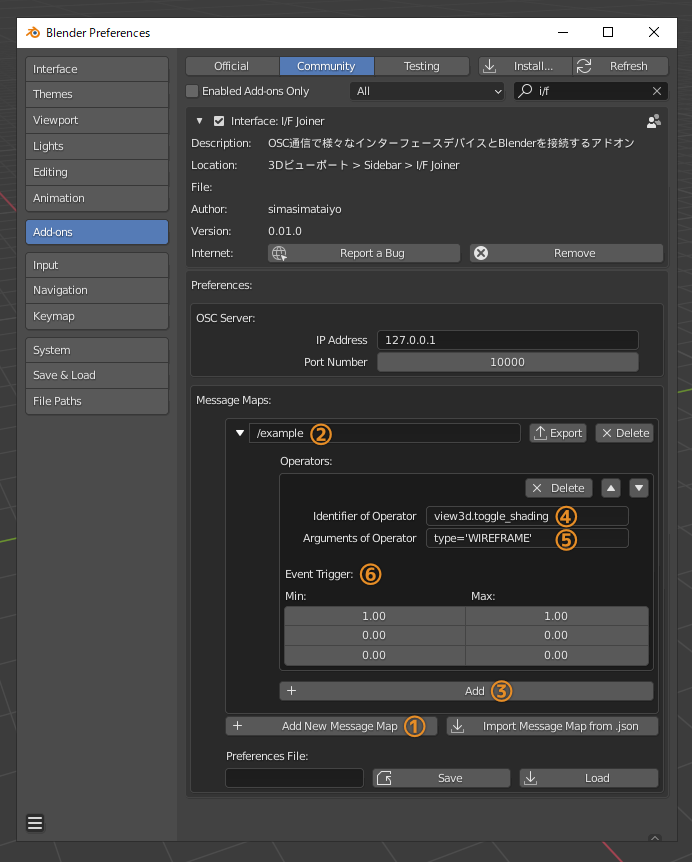 Blender Preferences
Interface
Themes
Viewport
Lights
Editing
Animation
Add-ons
Input
Navigation
Keymap
System
Save & Load
File Paths
Official Community Testing Install... Refresh
Enabled Add-ons Only All i/f
Interface: I/F Joiner
Description: OSC通信で様々なインターフェースデバイスとBlenderを接続するアドオン
Location: 3Dビューポート > Sidebar > I/F Joiner
File:
Author: simasimataiyo
Version: 0.01.0
Internet: Report a Bug Remove
Preferences:
OSC Server:
IP Address 127.0.0.1
Port Number 10000
Message Maps:
/example ② Export Delete
Operators:
Delete
Identifier of Operator view3d.toggle_shading ④
Arguments of Operator type='WIREFRAME' ⑤
Event Trigger: ⑥
Min: Max:
1.00 1.00
0.00 0.00
0.00 0.00
Add ③
Add New Message Map ① Import Message Map from .json
Preferences File:
Save Load